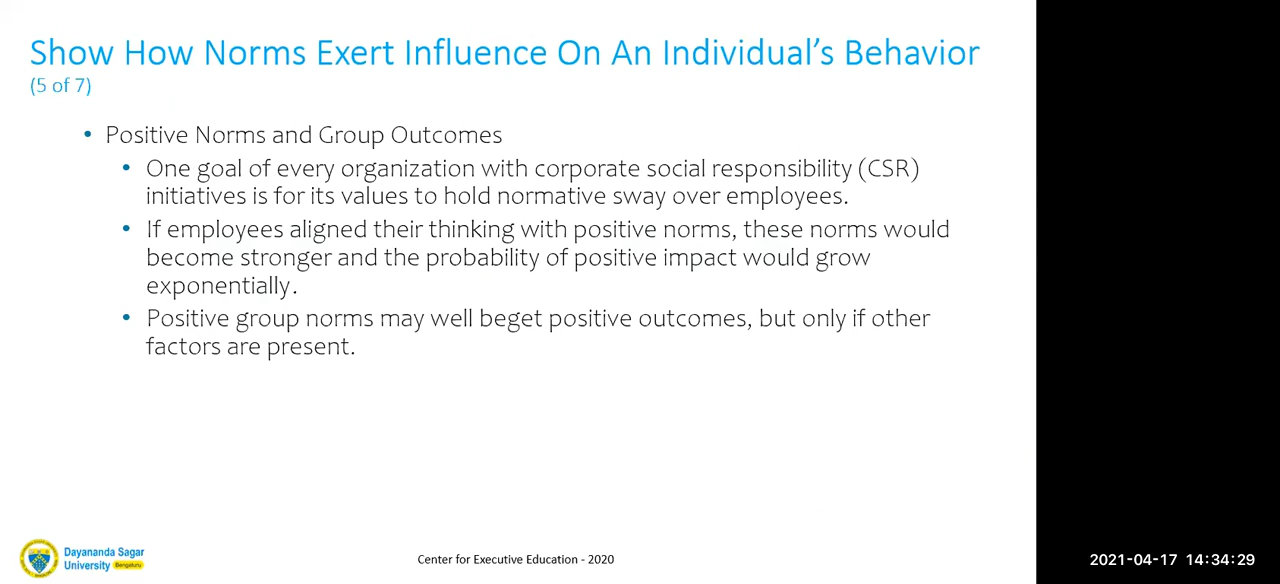 Show How Norms Exert Influence On An Individual’s Behavior
(5 of 7)
• Positive Norms and Group Outcomes
• One goal of every organization with corporate social responsibility (CSR)
initiatives is for its values to hold normative sway over employees.
• If employees aligned their thinking with positive norms, these norms would
become stronger and the probability of positive impact would grow
exponentially.
• Positive group norms may well beget positive outcomes, but only if other
factors are present.
Dayananda Sagar
University Bengaluru
Center for Executive Education - 2020
2021-04-17 14:34:29